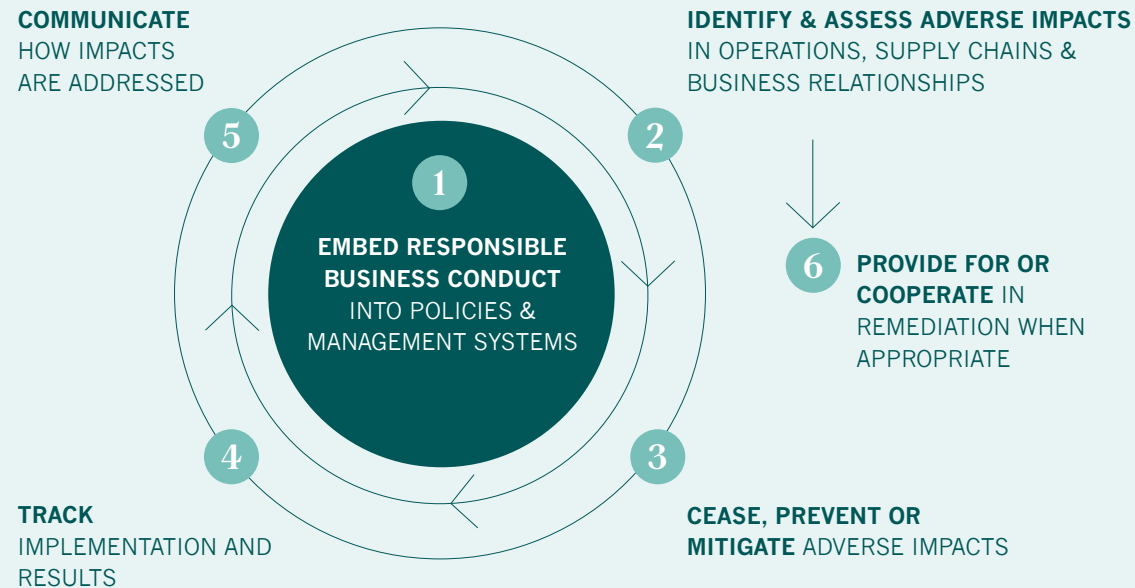 1
EMBED RESPONSIBLE
BUSINESS CONDUCT
INTO POLICIES &
MANAGEMENT SYSTEMS
2
IDENTIFY & ASSESS ADVERSE IMPACTS
IN OPERATIONS, SUPPLY CHAINS &
BUSINESS RELATIONSHIPS
3
CEASE, PREVENT OR
MITIGATE ADVERSE IMPACTS
4
TRACK
IMPLEMENTATION AND
RESULTS
5
COMMUNICATE
HOW IMPACTS
ARE ADDRESSED
6
PROVIDE FOR OR
COOPERATE IN
REMEDIATION WHEN
APPROPRIATE